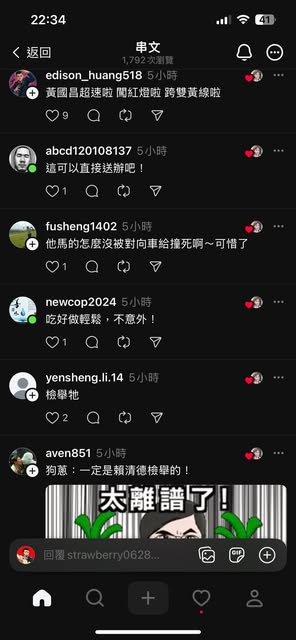 22:34
41
返回
串文
1,792次瀏覽
edison_huang518 5小時
黃國昌超速啦 闖紅燈啦 跨雙黃線啦
9
abcd120108137 5小時
這可以直接送辦吧！
1
fusheng1402 5小時
他馬的怎麼沒被對向車給撞死啊～可惜了
1
newcop2024 5小時
吃好做輕鬆，不意外！
1
yensheng.li.14 5小時
檢舉牠
2
aven851 5小時
狗蔥：一定是賴清德檢舉的！
太離譜了！
回覆 strawberry0628...
GIF